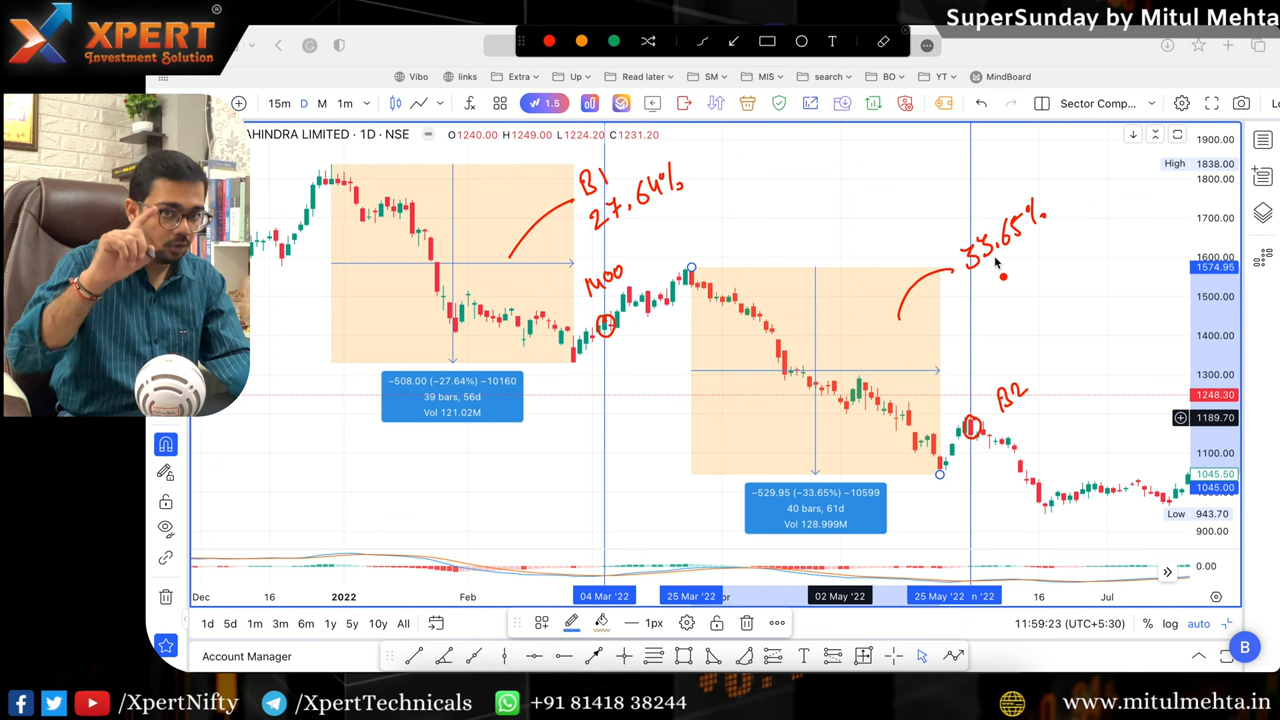 XPERT
Investment Solution
®
SuperSunday by Mitul Mehta
T
Vibo
links
Extra
Up
Read later
SM
MIS
search
BO
YT
MindBoard
15m
D
M
1m
1.5
Sector Comp...
AHINDRA LIMITED · 1D · NSE
O1240.00 H1249.00 L1224.20 C1231.20
1900.00
High 1838.00
1800.00
1700.00
1600.00
1574.95
1500.00
1400.00
1300.00
1248.30
1189.70
1100.00
1045.50
1045.00
Low 943.70
900.00
0.00
B1
27.64%
1400
33.65%
B2
−508.00 (−27.64%) −10160
39 bars, 56d
Vol 121.02M
−529.95 (−33.65%) −10599
40 bars, 61d
Vol 128.999M
Dec
16
2022
Feb
04 Mar '22
25 Mar '22
pr
02 May '22
25 May '22
n '22
16
Jul
1d 5d 1m 3m 6m 1y 5y 10y All
1px
11:59:23 (UTC+5:30)
% log auto
Account Manager
T
B
/XpertNifty
/XpertTechnicals
+91 81418 38244
www.mitulmehta.in